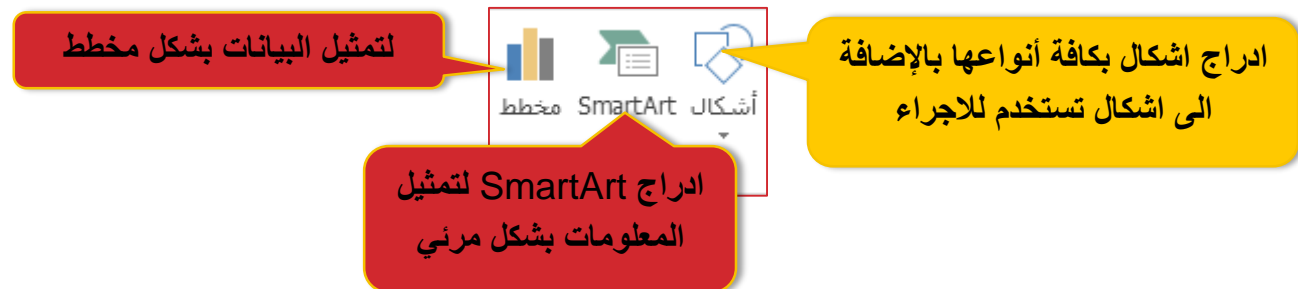 ادراج اشكال بكافة أنواعها بالإضافة
الى اشكال تستخدم للاجراء
لتمثيل البيانات بشكل مخطط
أشكال
SmartArt
مخطط
ادراج SmartArt لتمثيل
المعلومات بشكل مرئي